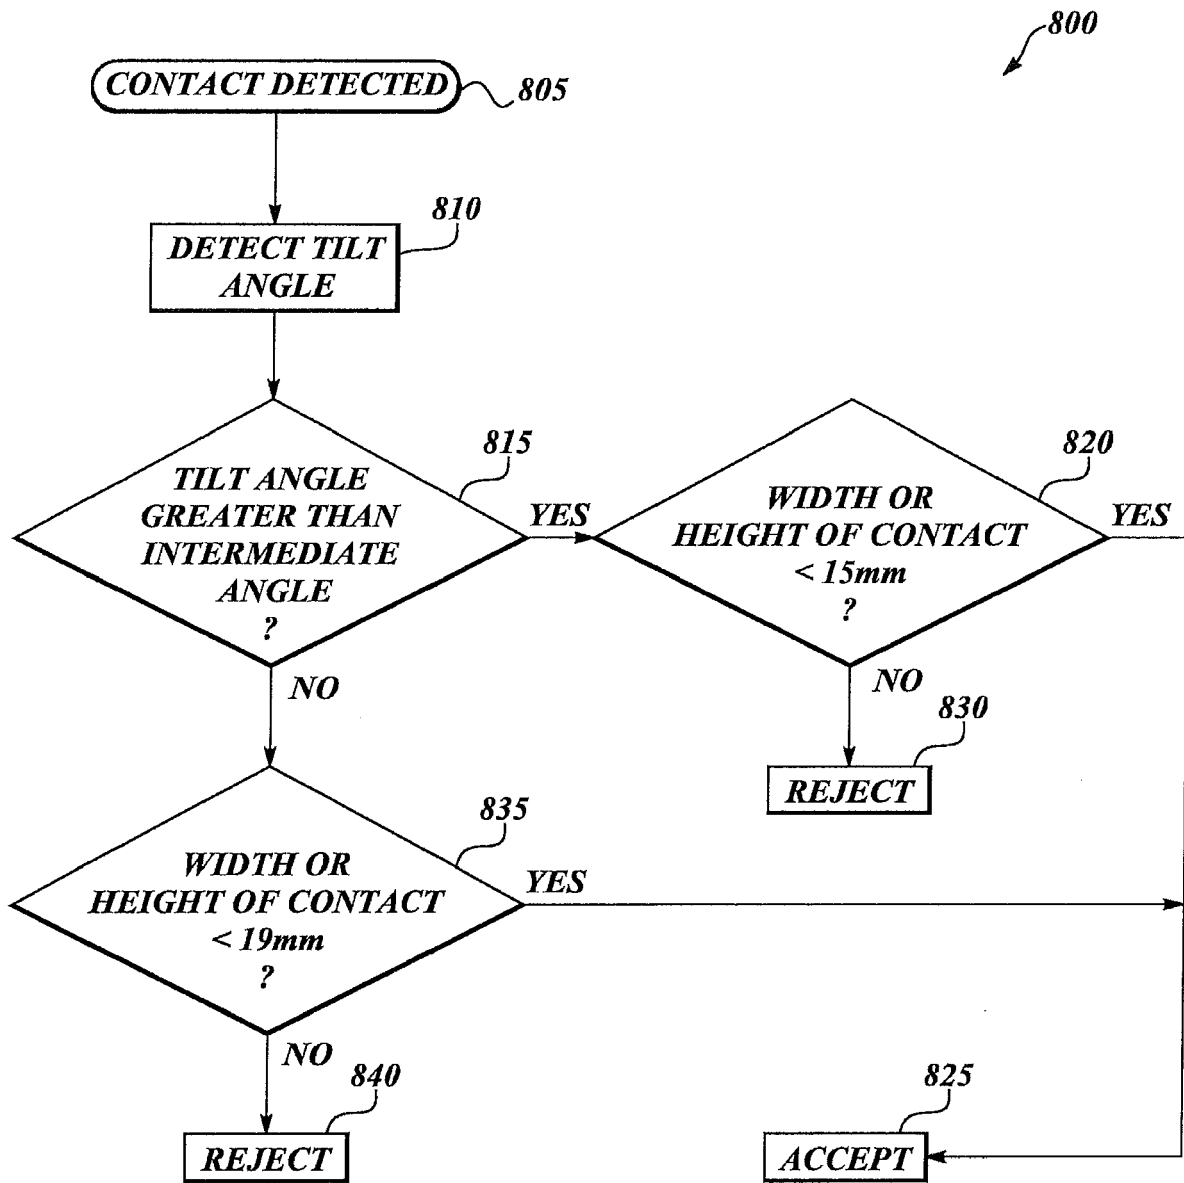 800
CONTACT DETECTED
805
810
DETECT TILT
ANGLE
815
TILT ANGLE
GREATER THAN
INTERMEDIATE
ANGLE
?
YES
NO
820
WIDTH OR
HEIGHT OF CONTACT
< 15mm
?
YES
NO
830
REJECT
835
WIDTH OR
HEIGHT OF CONTACT
< 19mm
?
YES
NO
840
REJECT
825
ACCEPT